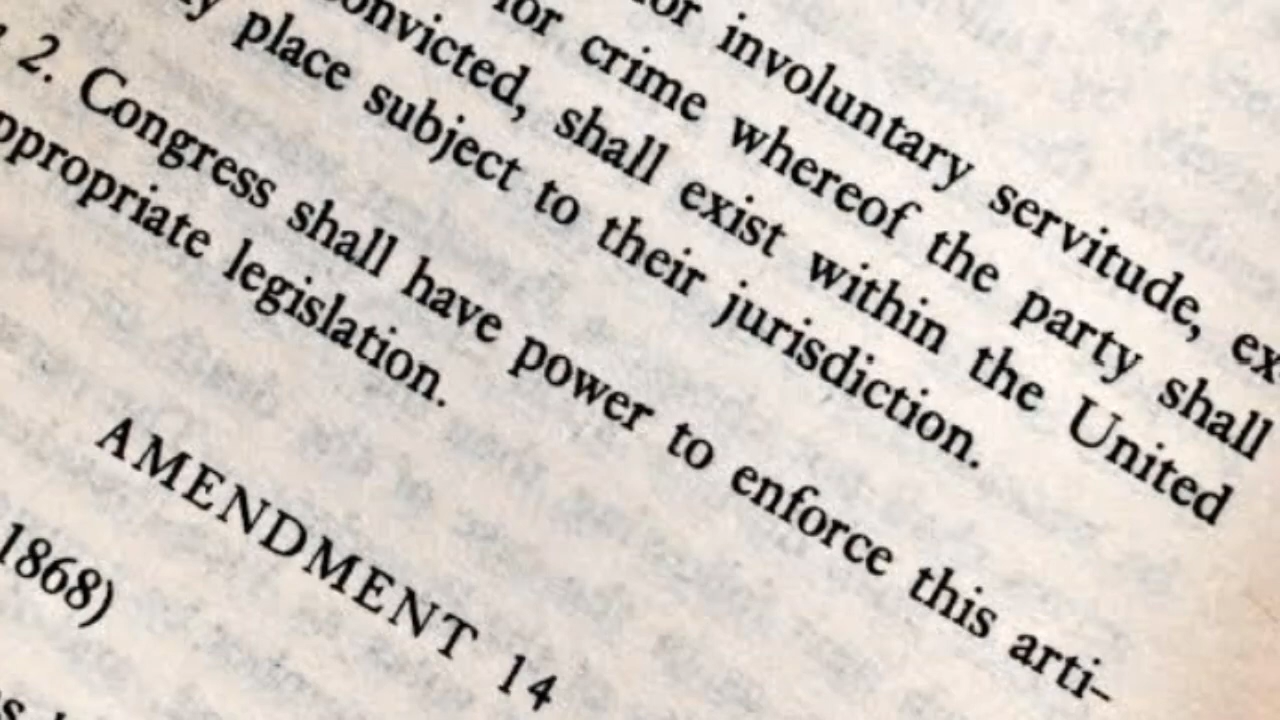 or involuntary servitude, ex-
for crime whereof the party shall
onvicted, shall exist within the United
y place subject to their jurisdiction.
2. Congress shall have power to enforce this arti-
ppropriate legislation.
AMENDMENT 14
1868)